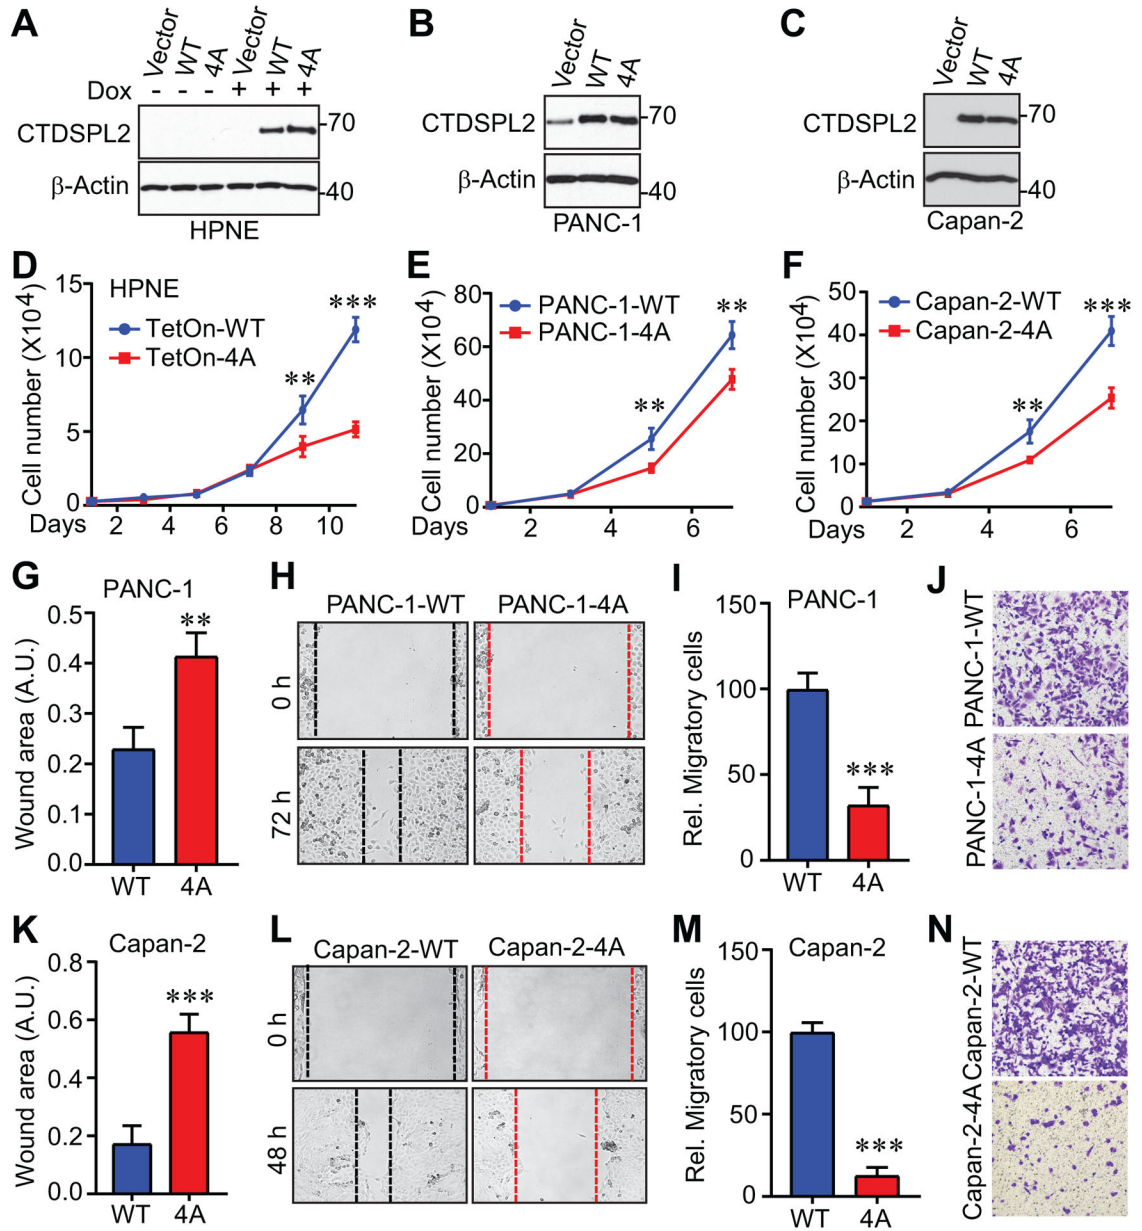 A
Vector WT 4A Vector WT 4A
Dox - - - + + +
CTDSPL2 -70
β-Actin -40
HPNE
B
Vector WT 4A
CTDSPL2 -70
β-Actin -40
PANC-1
C
Vector WT 4A
CTDSPL2 -70
β-Actin -40
Capan-2
D
HPNE
TetOn-WT
TetOn-4A
Cell number (X10⁴)
15
10
5
0
** ***
Days 2 4 6 8 10
E
PANC-1-WT
PANC-1-4A
Cell number (X10⁴)
80
60
40
20
0
** **
Days 2 4 6
F
Capan-2-WT
Capan-2-4A
Cell number (X10⁴)
50
40
30
20
10
0
** ***
Days 2 4 6
G
PANC-1
Wound area (A.U.)
0.5
0.4
0.3
0.2
0.1
0.0
**
WT 4A
H
PANC-1-WT PANC-1-4A
0 h
72 h
I
PANC-1
Rel. Migratory cells
150
100
50
0
***
WT 4A
J
PANC-1-WT
PANC-1-4A
K
Capan-2
Wound area (A.U.)
0.8
0.6
0.4
0.2
0.0
***
WT 4A
L
Capan-2-WT Capan-2-4A
0 h
48 h
M
Capan-2
Rel. Migratory cells
150
100
50
0
***
WT 4A
N
Capan-2-WT
Capan-2-4A